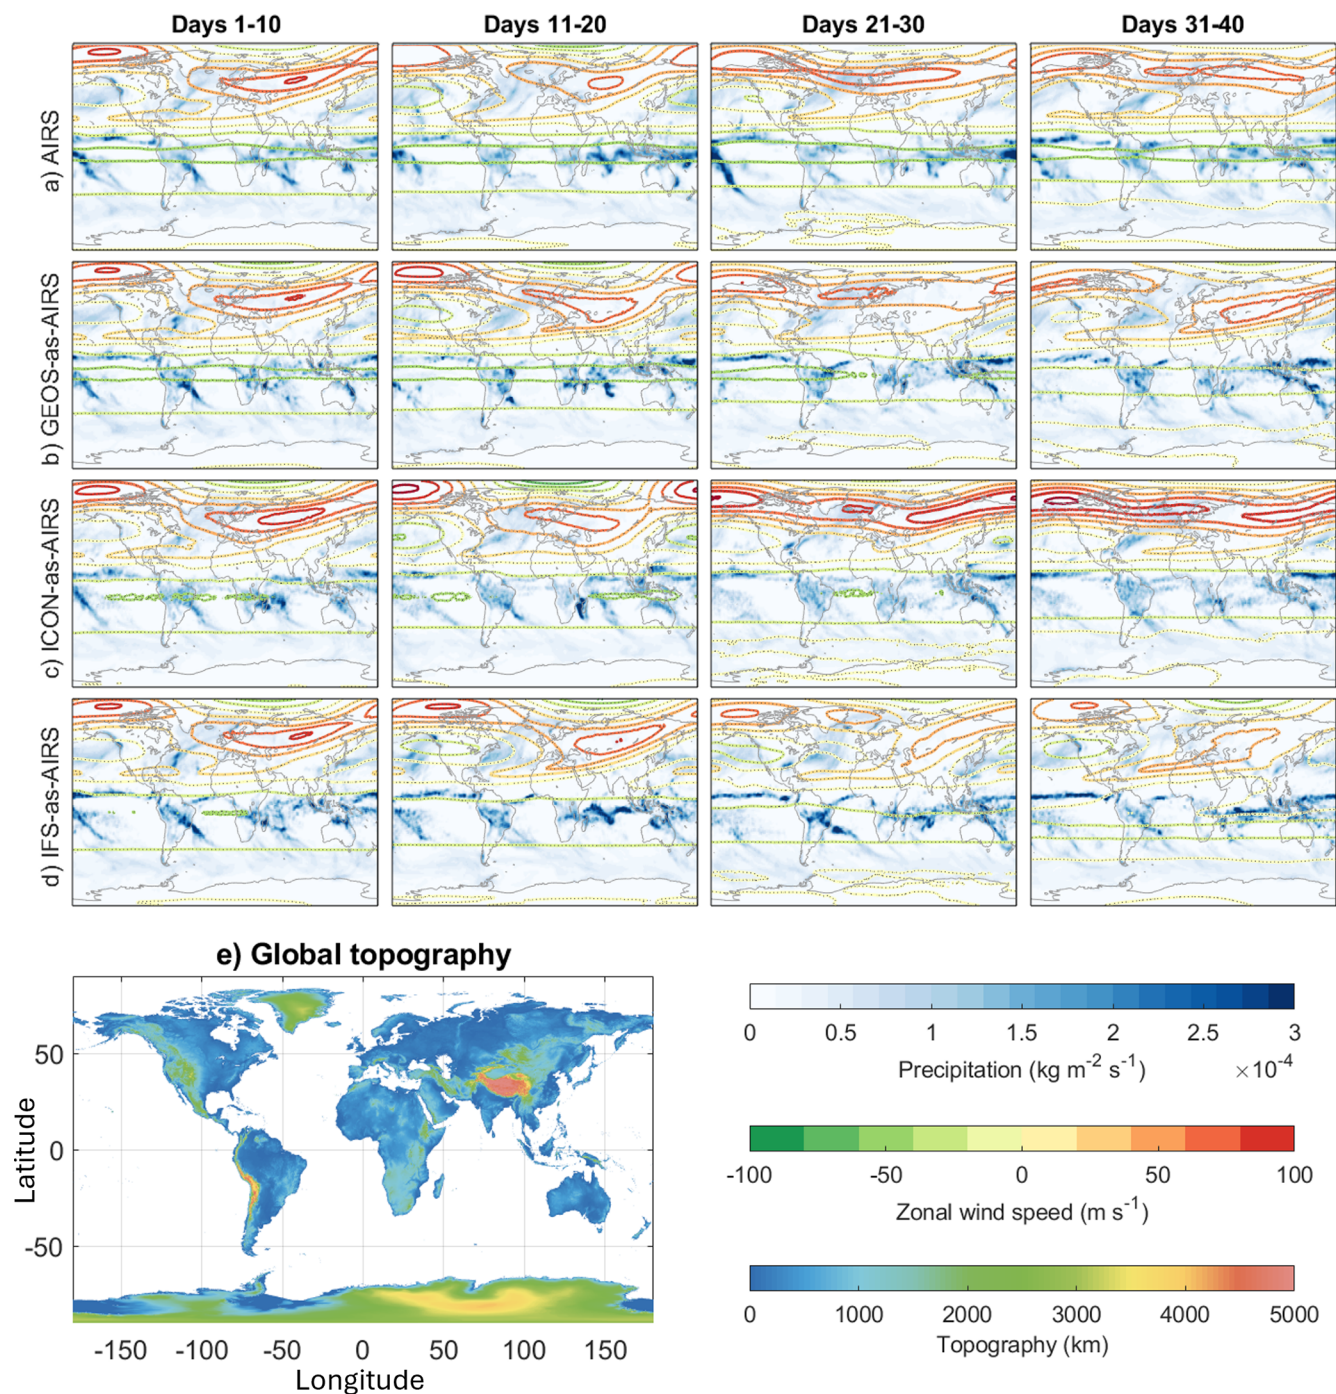 Days 1-10 Days 11-20 Days 21-30 Days 31-40
a) AIRS
b) GEOS-as-AIRS
c) ICON-as-AIRS
d) IFS-as-AIRS
e) Global topography
50
0
-50
Latitude
-150 -100 -50 0 50 100 150
Longitude
0 0.5 1 1.5 2 2.5 3
Precipitation (kg m⁻² s⁻¹) ×10⁻⁴
-100 -50 0 50 100
Zonal wind speed (m s⁻¹)
0 1000 2000 3000 4000 5000
Topography (km)